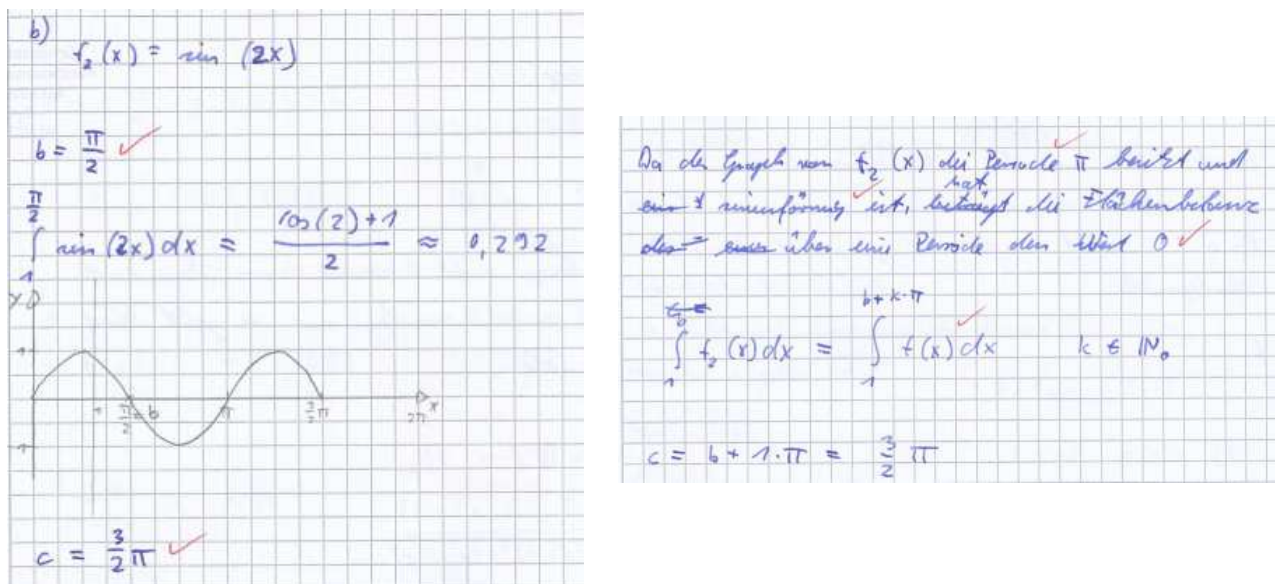 b)
f₂(x) = sin (2x)
b = π/2 ✓
∫₁^(π/2) sin(2x) dx = (cos(2)+1)/2 ≈ 0,292
y
1
1
π/2 = b
π
3/2 π
2π
x
-1
c = 3/2 π ✓
Da der Graph von f₂(x) die Periode π besitzt und
sinusförmig ist, hat die Flächenbilanz
über eine Periode den Wert 0 ✓
∫₁^b f₂(x) dx = ∫₁^(b+k·π) f(x) dx k ∈ ℕ₀
c = b + 1·π = 3/2 π